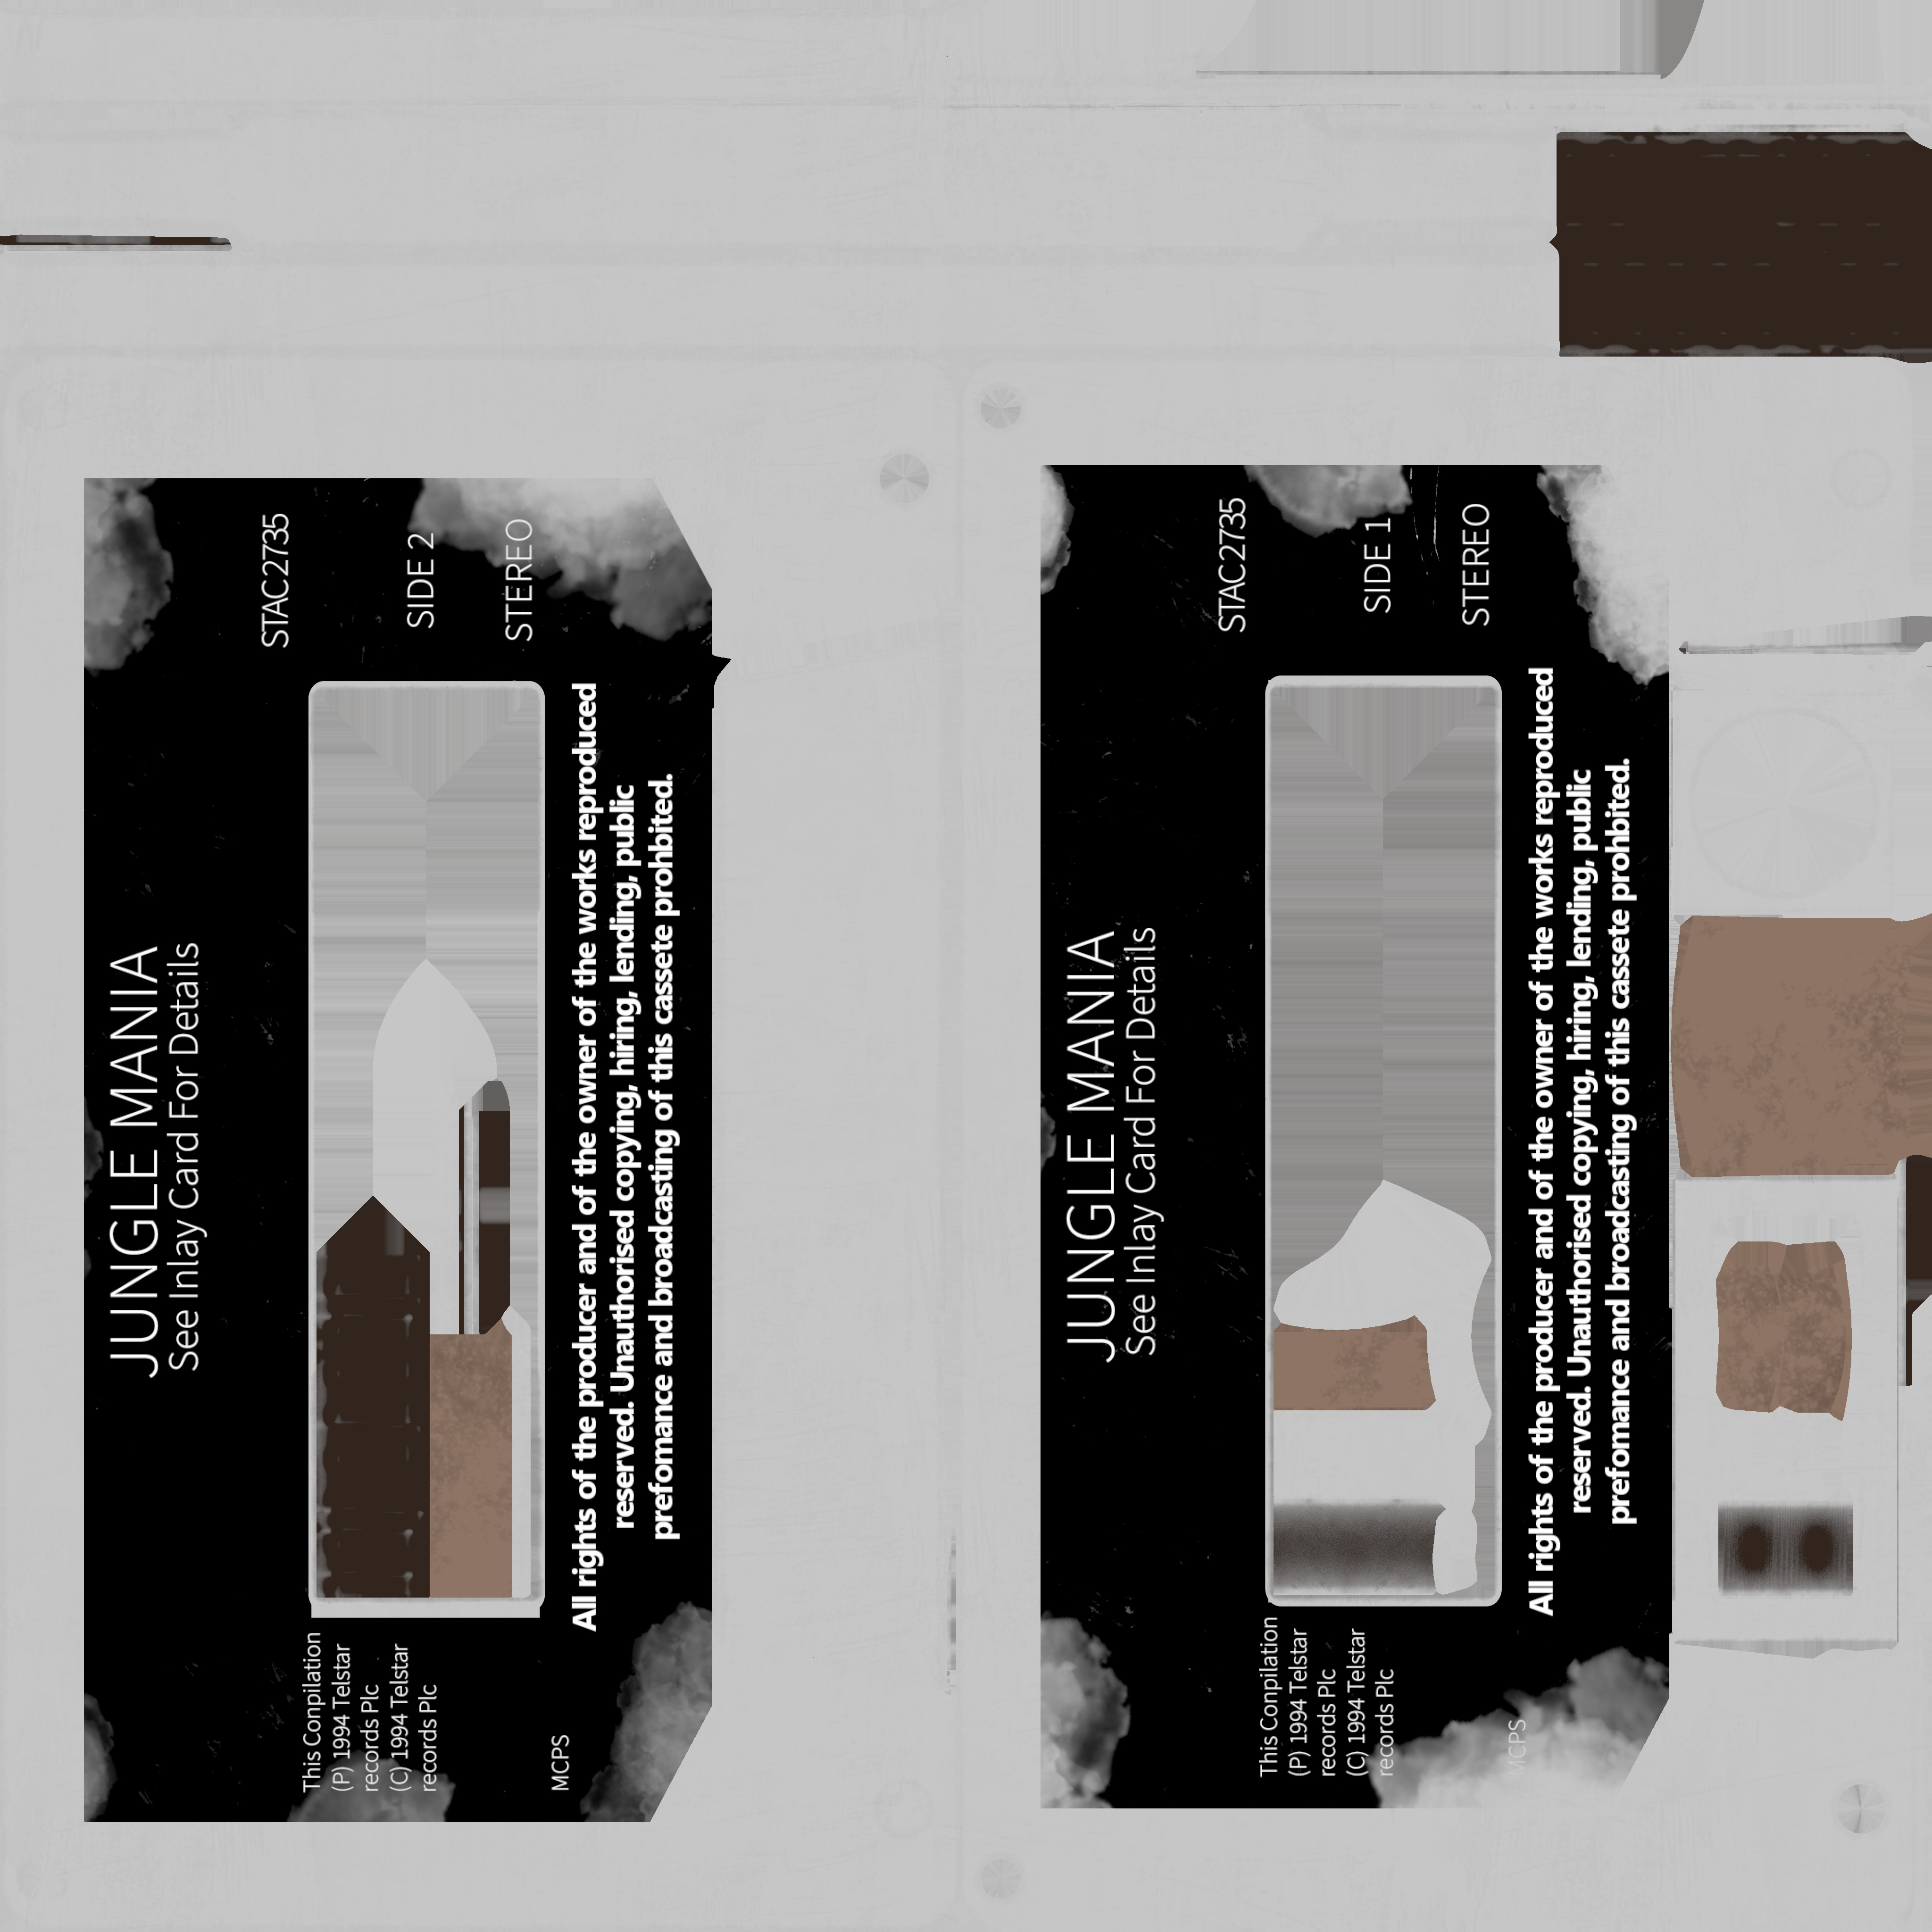 JUNGLE MANIA
See Inlay Card For Details
STAC2735
SIDE 2
STEREO
This Conpilation
(P) 1994 Telstar
records Plc
(C) 1994 Telstar
records Plc
MCPS
All rights of the producer and of the owner of the works reproduced
reserved. Unauthorised copying, hiring, lending, public
prefomance and broadcasting of this cassete prohbited.
JUNGLE MANIA
See Inlay Card For Details
STAC2735
SIDE 1
STEREO
This Conpilation
(P) 1994 Telstar
records Plc
(C) 1994 Telstar
records Plc
MCPS
All rights of the producer and of the owner of the works reproduced
reserved. Unauthorised copying, hiring, lending, public
prefomance and broadcasting of this cassete prohbited.